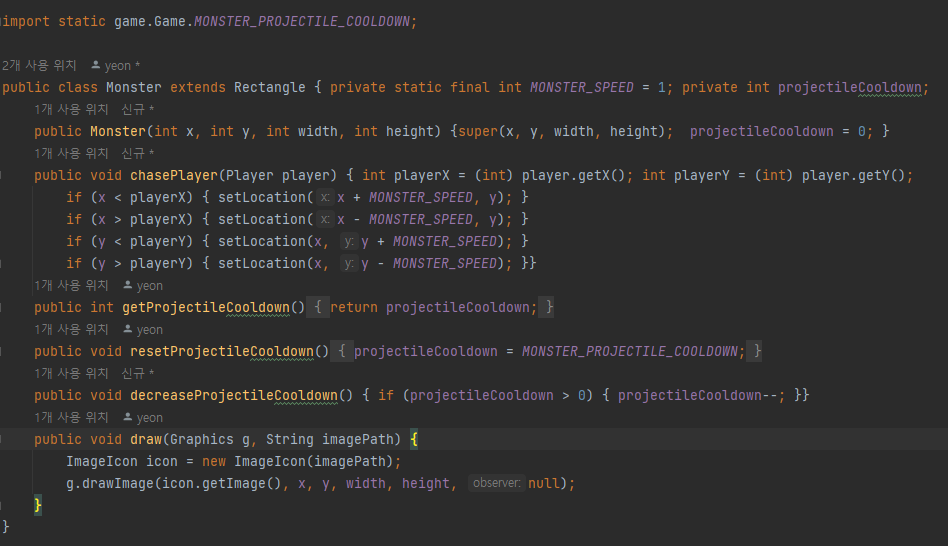 import static game.Game.MONSTER_PROJECTILE_COOLDOWN;
2개 사용 위치 yeon *
public class Monster extends Rectangle { private static final int MONSTER_SPEED = 1; private int projectileCooldown;
1개 사용 위치 신규 *
public Monster(int x, int y, int width, int height) {super(x, y, width, height); projectileCooldown = 0; }
1개 사용 위치 신규 *
public void chasePlayer(Player player) { int playerX = (int) player.getX(); int playerY = (int) player.getY();
if (x < playerX) { setLocation( x: x + MONSTER_SPEED, y); }
if (x > playerX) { setLocation( x: x - MONSTER_SPEED, y); }
if (y < playerY) { setLocation(x, y: y + MONSTER_SPEED); }
if (y > playerY) { setLocation(x, y: y - MONSTER_SPEED); }}
1개 사용 위치 yeon
public int getProjectileCooldown() { return projectileCooldown; }
1개 사용 위치 yeon
public void resetProjectileCooldown() { projectileCooldown = MONSTER_PROJECTILE_COOLDOWN; }
1개 사용 위치 신규 *
public void decreaseProjectileCooldown() { if (projectileCooldown > 0) { projectileCooldown--; }}
1개 사용 위치 yeon
public void draw(Graphics g, String imagePath) {
ImageIcon icon = new ImageIcon(imagePath);
g.drawImage(icon.getImage(), x, y, width, height, observer: null);
}
}